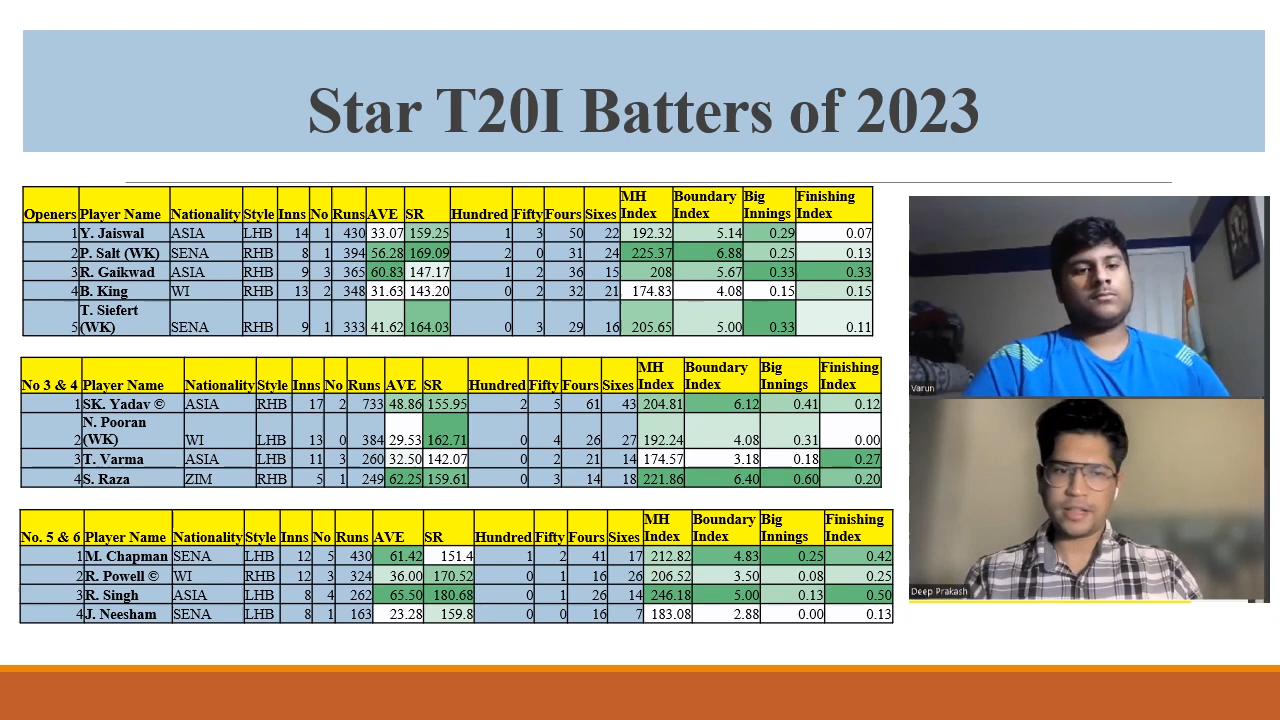 Star T20I Batters of 2023
Openers Player Name Nationality Style Inns No Runs AVE SR Hundred Fifty Fours Sixes MH Index Boundary Index Big Innings Finishing Index
1 Y. Jaiswal ASIA LHB 14 1 430 33.07 159.25 1 3 50 22 192.32 5.14 0.29 0.07
2 P. Salt (WK) SENA RHB 8 1 394 56.28 169.09 2 0 31 24 225.37 6.88 0.25 0.13
3 R. Gaikwad ASIA RHB 9 3 365 60.83 147.17 1 2 36 15 208 5.67 0.33 0.33
4 B. King WI RHB 13 2 348 31.63 143.20 0 2 32 21 174.83 4.08 0.15 0.15
5 T. Siefert (WK) SENA RHB 9 1 333 41.62 164.03 0 3 29 16 205.65 5.00 0.33 0.11
No 3 & 4 Player Name Nationality Style Inns No Runs AVE SR Hundred Fifty Fours Sixes MH Index Boundary Index Big Innings Finishing Index
1 SK. Yadav © ASIA RHB 17 2 733 48.86 155.95 2 5 61 43 204.81 6.12 0.41 0.12
2 N. Pooran (WK) WI LHB 13 0 384 29.53 162.71 0 4 26 27 192.24 4.08 0.31 0.00
3 T. Varma ASIA LHB 11 3 260 32.50 142.07 0 2 21 14 174.57 3.18 0.18 0.27
4 S. Raza ZIM RHB 5 1 249 62.25 159.61 0 3 14 18 221.86 6.40 0.60 0.20
No. 5 & 6 Player Name Nationality Style Inns No Runs AVE SR Hundred Fifty Fours Sixes MH Index Boundary Index Big Innings Finishing Index
1 M. Chapman SENA LHB 12 5 430 61.42 151.4 1 2 41 17 212.82 4.83 0.25 0.42
2 R. Powell © WI RHB 12 3 324 36.00 170.52 0 1 16 26 206.52 3.50 0.08 0.25
3 R. Singh ASIA LHB 8 4 262 65.50 180.68 0 1 26 14 246.18 5.00 0.13 0.50
4 J. Neesham SENA LHB 8 1 163 23.28 159.8 0 0 16 7 183.08 2.88 0.00 0.13
Varun
Deep Prakash